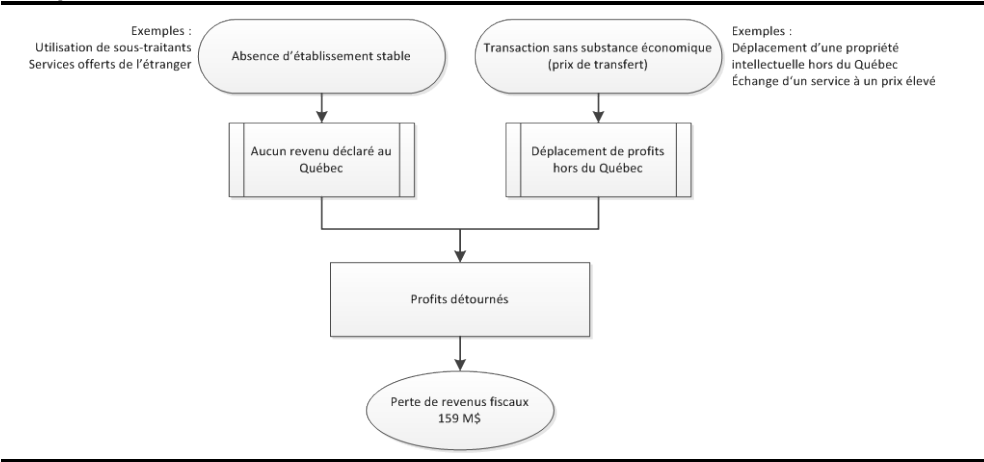 Exemples :
Utilisation de sous-traitants
Services offerts de l’étranger
Absence d’établissement stable
Transaction sans substance économique
(prix de transfert)
Exemples :
Déplacement d’une propriété
intellectuelle hors du Québec
Échange d’un service à un prix élevé
Aucun revenu déclaré au
Québec
Déplacement de profits
hors du Québec
Profits détournés
Perte de revenus fiscaux
159 M$